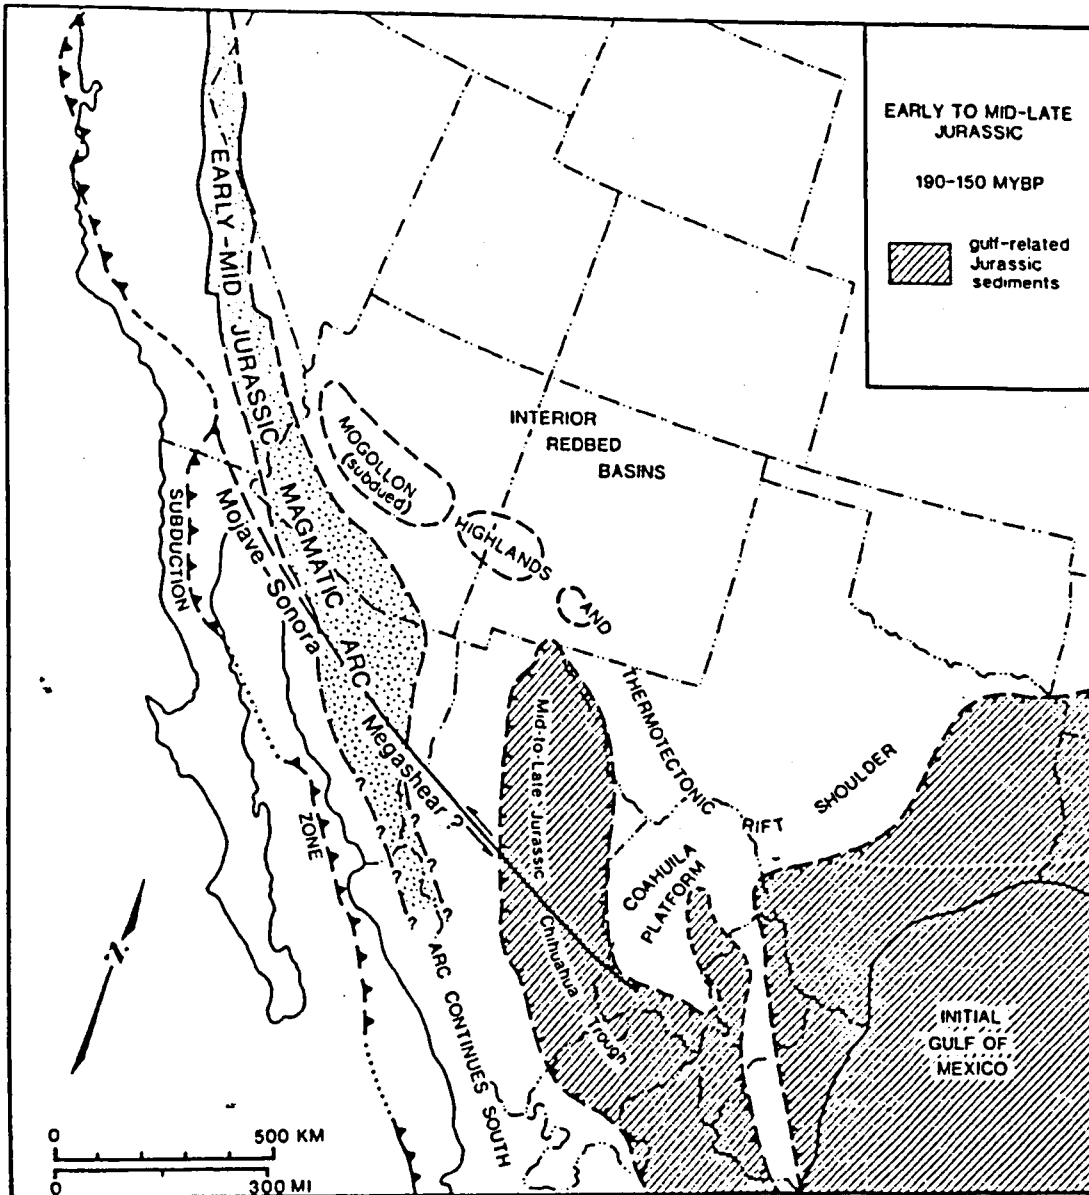 EARLY TO MID-LATE
JURASSIC
190-150 MYBP
gulf-related
Jurassic
sediments
EARLY-MID JURASSIC MAGMATIC ARC
INTERIOR
REDBED
BASINS
MOGOLLON
(subdued)
HIGHLANDS
AND
THERMOTECTONIC
RIFT
SHOULDER
SUBDUCTION
ZONE
Mojave-Sonora
Megashear ?
Mid-to Late Jurassic
Chihuahua
Trough
COAHUILA
PLATFORM
ARC CONTINUES SOUTH
INITIAL
GULF OF
MEXICO
N
0 500 KM
0 300 MI